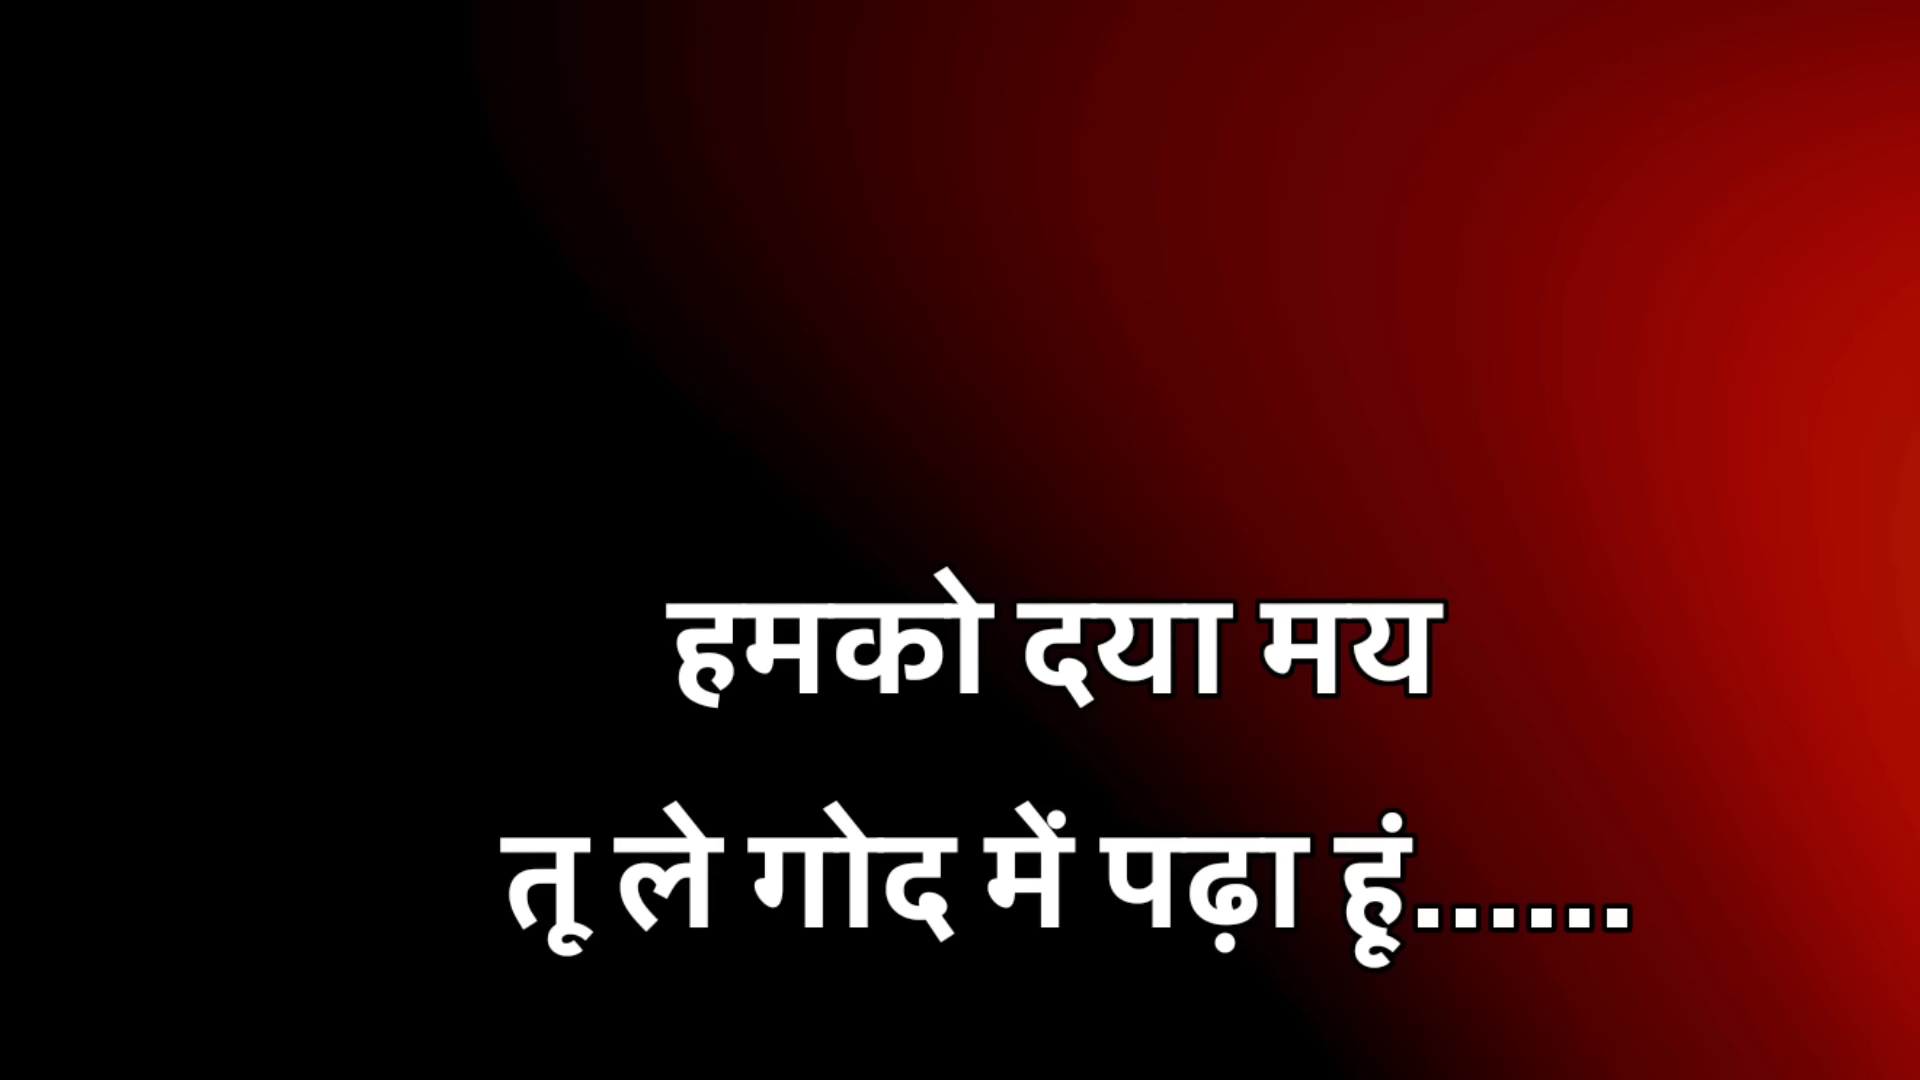 हमको दया मय
तू ले गोद में पढ़ा हूं......